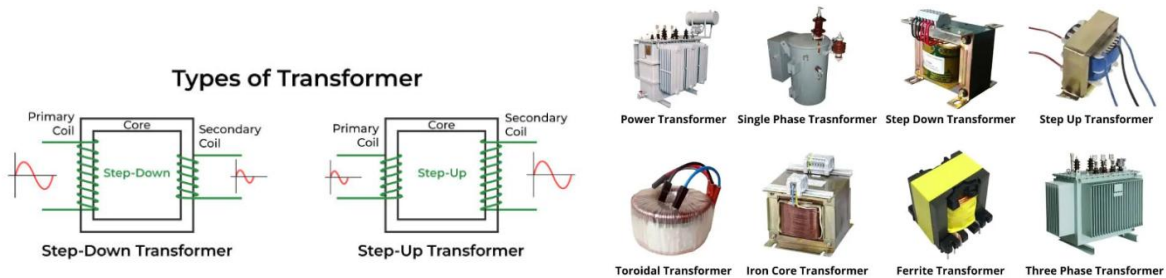 Types of Transformer
Primary
Coil
Core
Secondary
Coil
Step-Down
Step-Down Transformer
Primary
Coil
Core
Secondary
Coil
Step-Up
Step-Up Transformer
Power Transformer
Single Phase Trasnformer
Step Down Transformer
Step Up Transformer
Toroidal Transformer
Iron Core Transformer
Ferrite Transformer
Three Phase Transformer